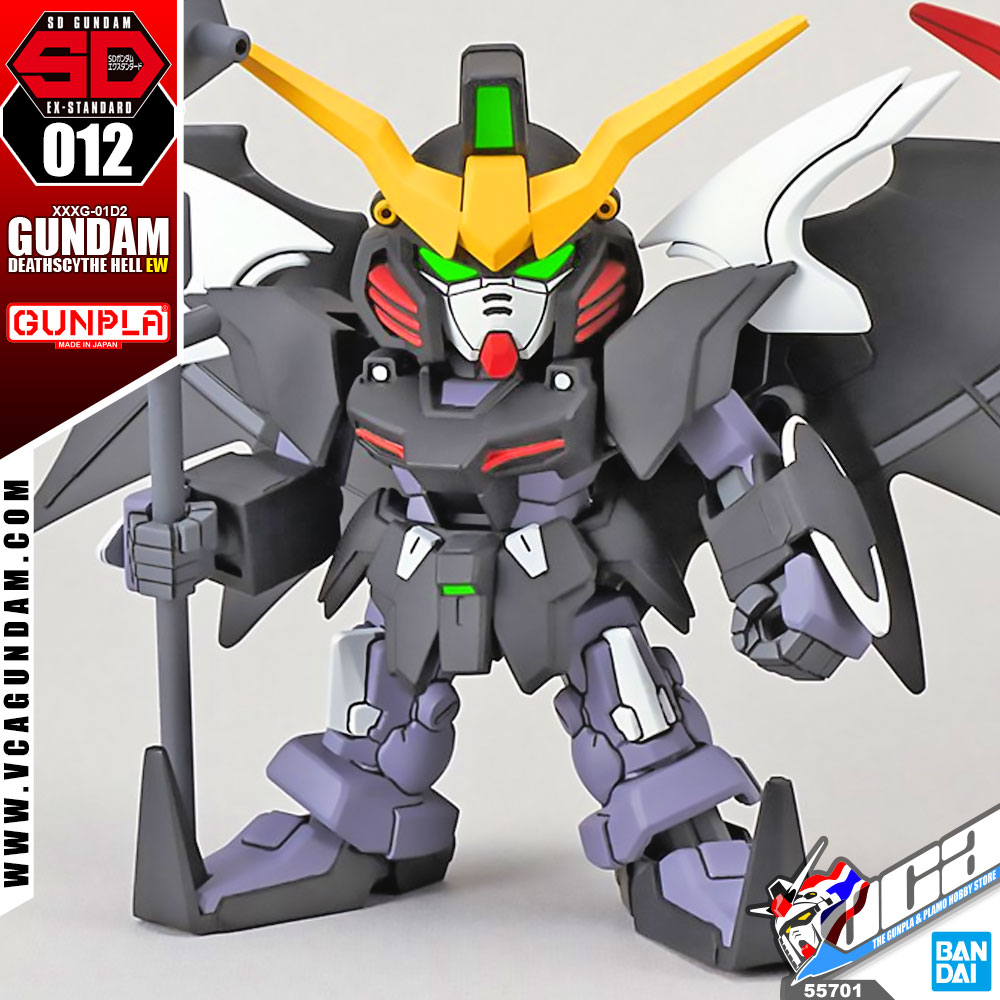 SD GUNDAM
SD
SDガンダム
エクスタンダード
EX-STANDARD
012
XXXG-01D2
GUNDAM
DEATHSCYTHE HELL EW
GUNPLA
MADE IN JAPAN
WWW.VCAGUNDAM.COM
vca
THE GUNPLA & PLAMO HOBBY STORE
55701
BAN
DAI